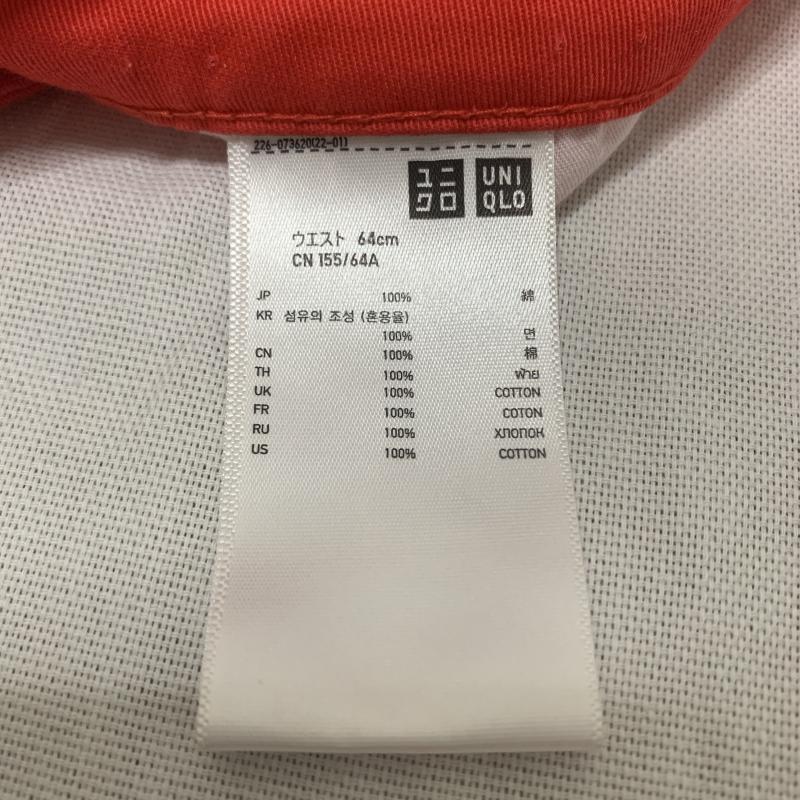 226-073620(22-01)
ユニ UNI
クロ QLO
ウエスト 64cm
CN 155/64A
JP 100% 綿
KR 섬유의 조성 (혼용율)
100% 면
CN 100% 棉
TH 100% ฝ้าย
UK 100% COTTON
FR 100% COTON
RU 100% ХЛОПОК
US 100% COTTON